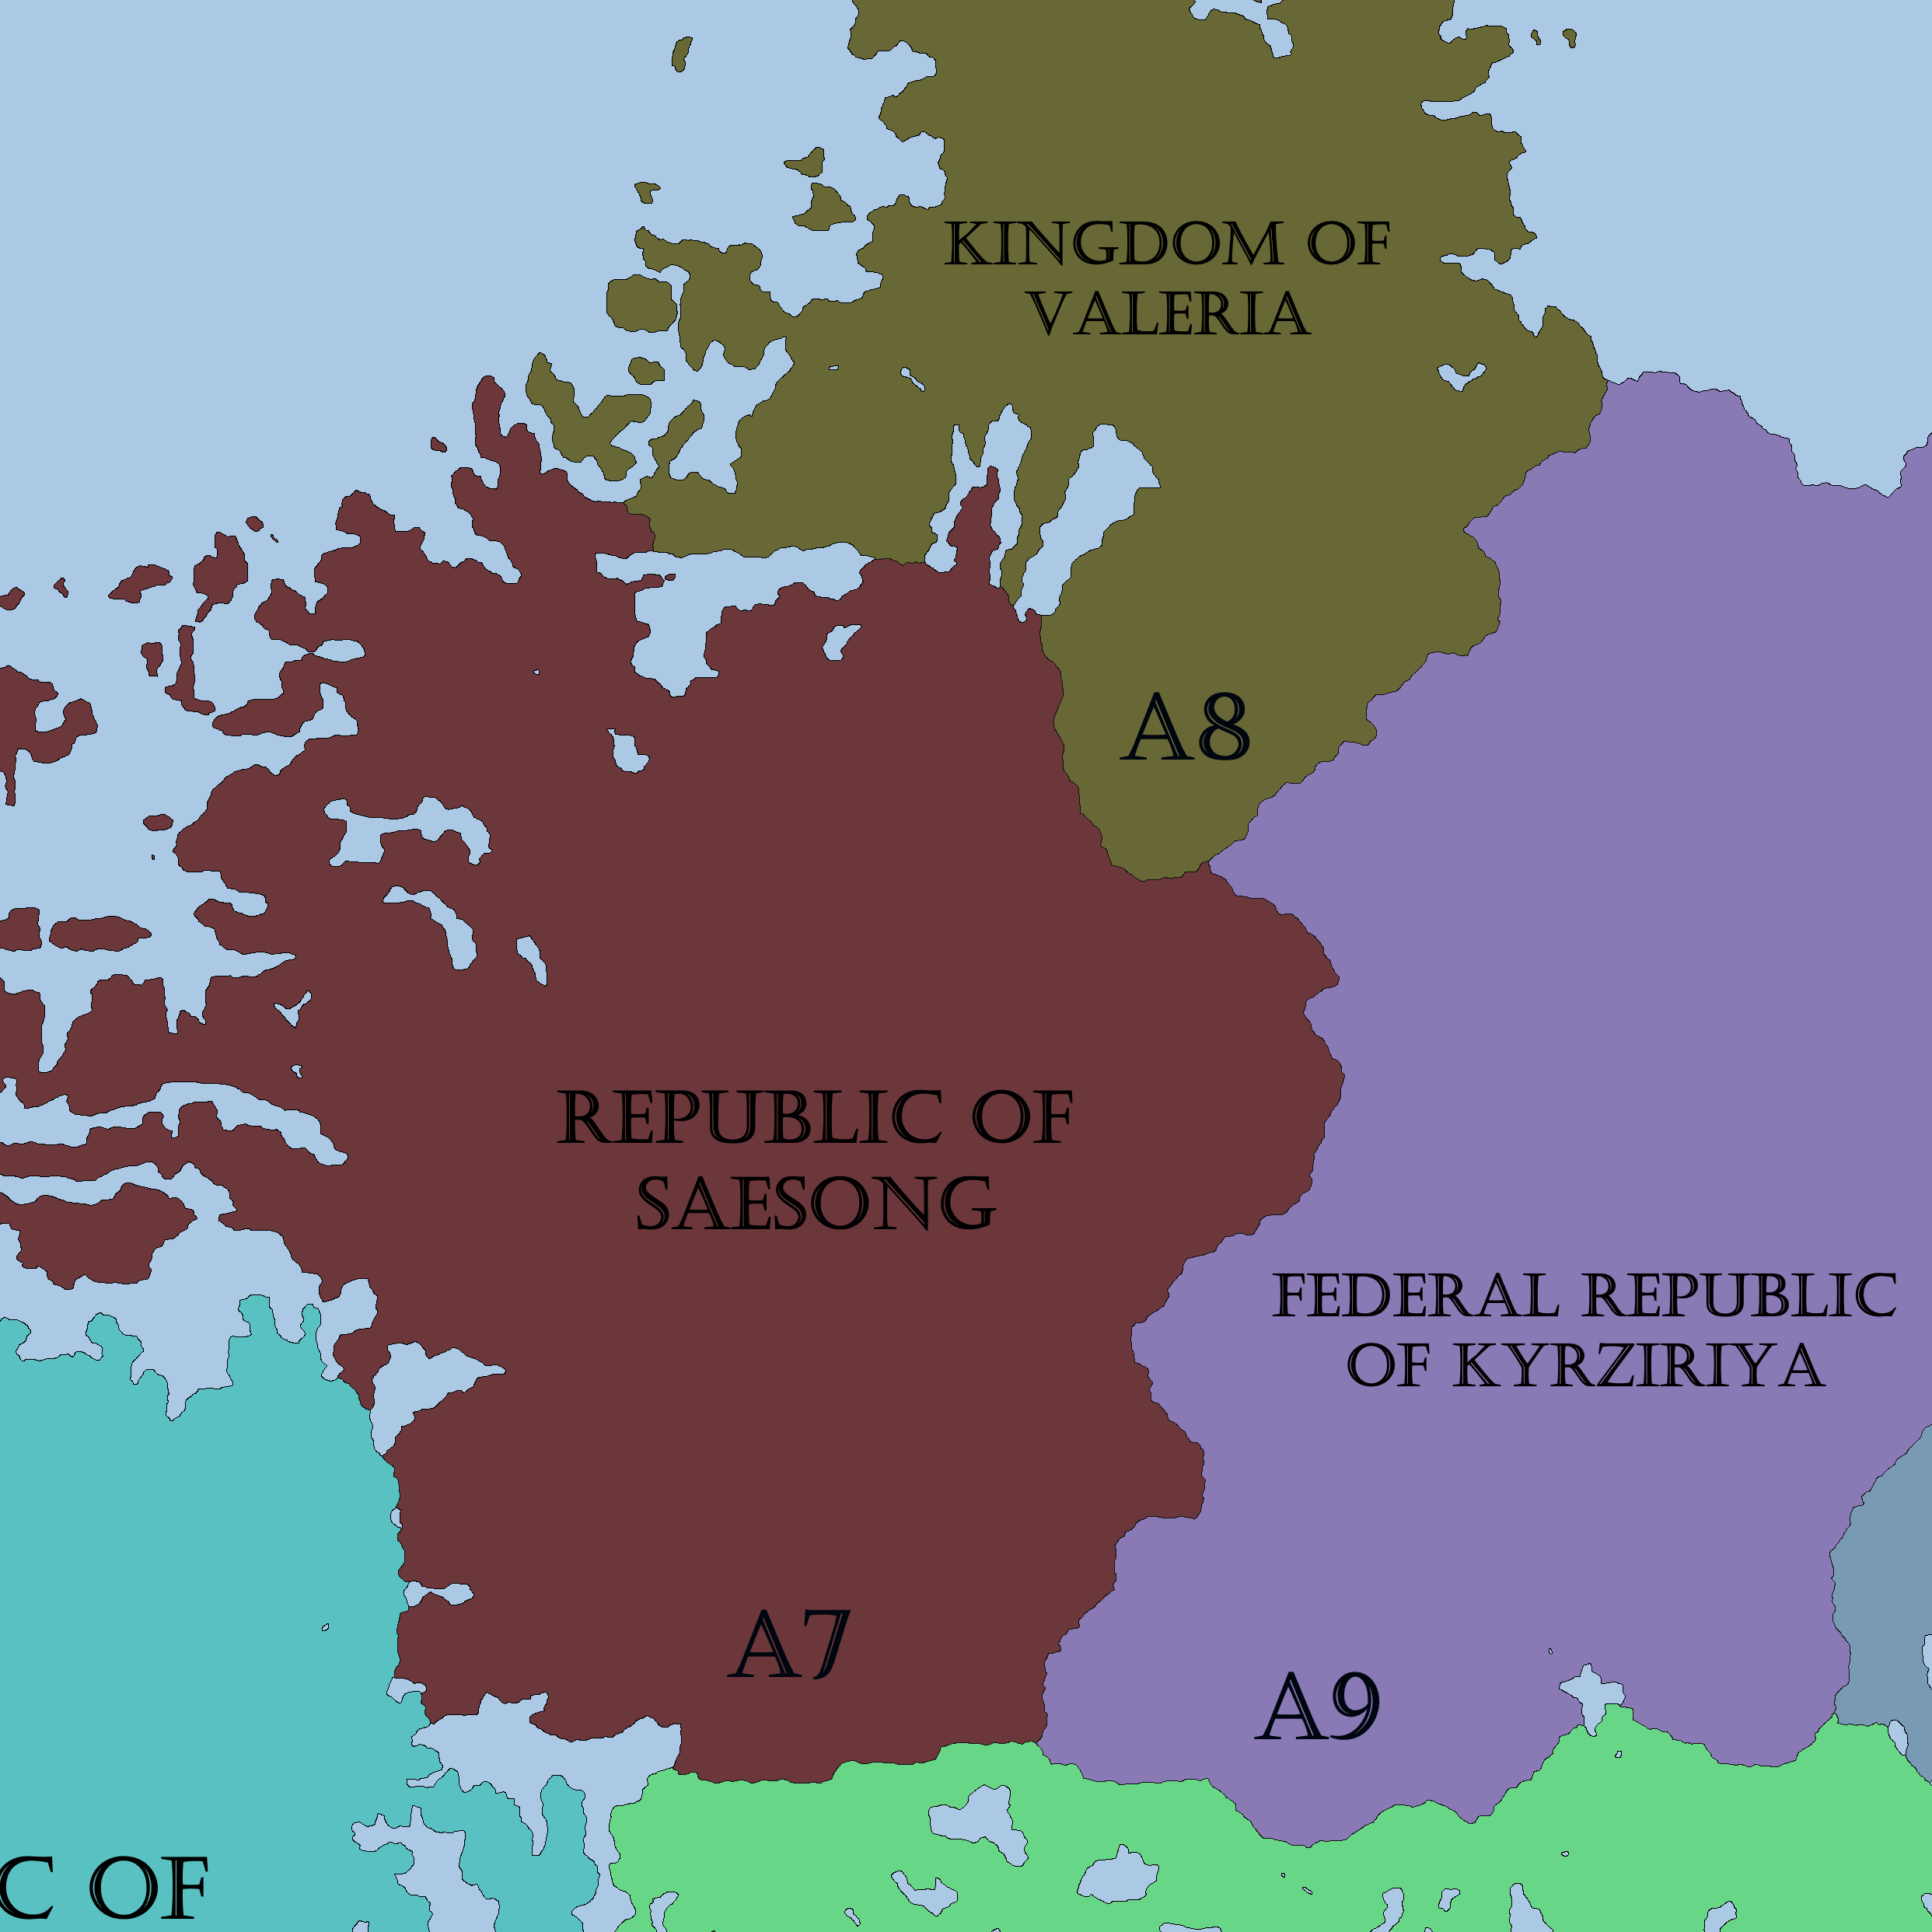 KINGDOM OF
VALERIA
A8
REPUBLIC OF
SAESONG
FEDERAL REPUBLIC
OF KYRZIRIYA
A7
A9
C OF